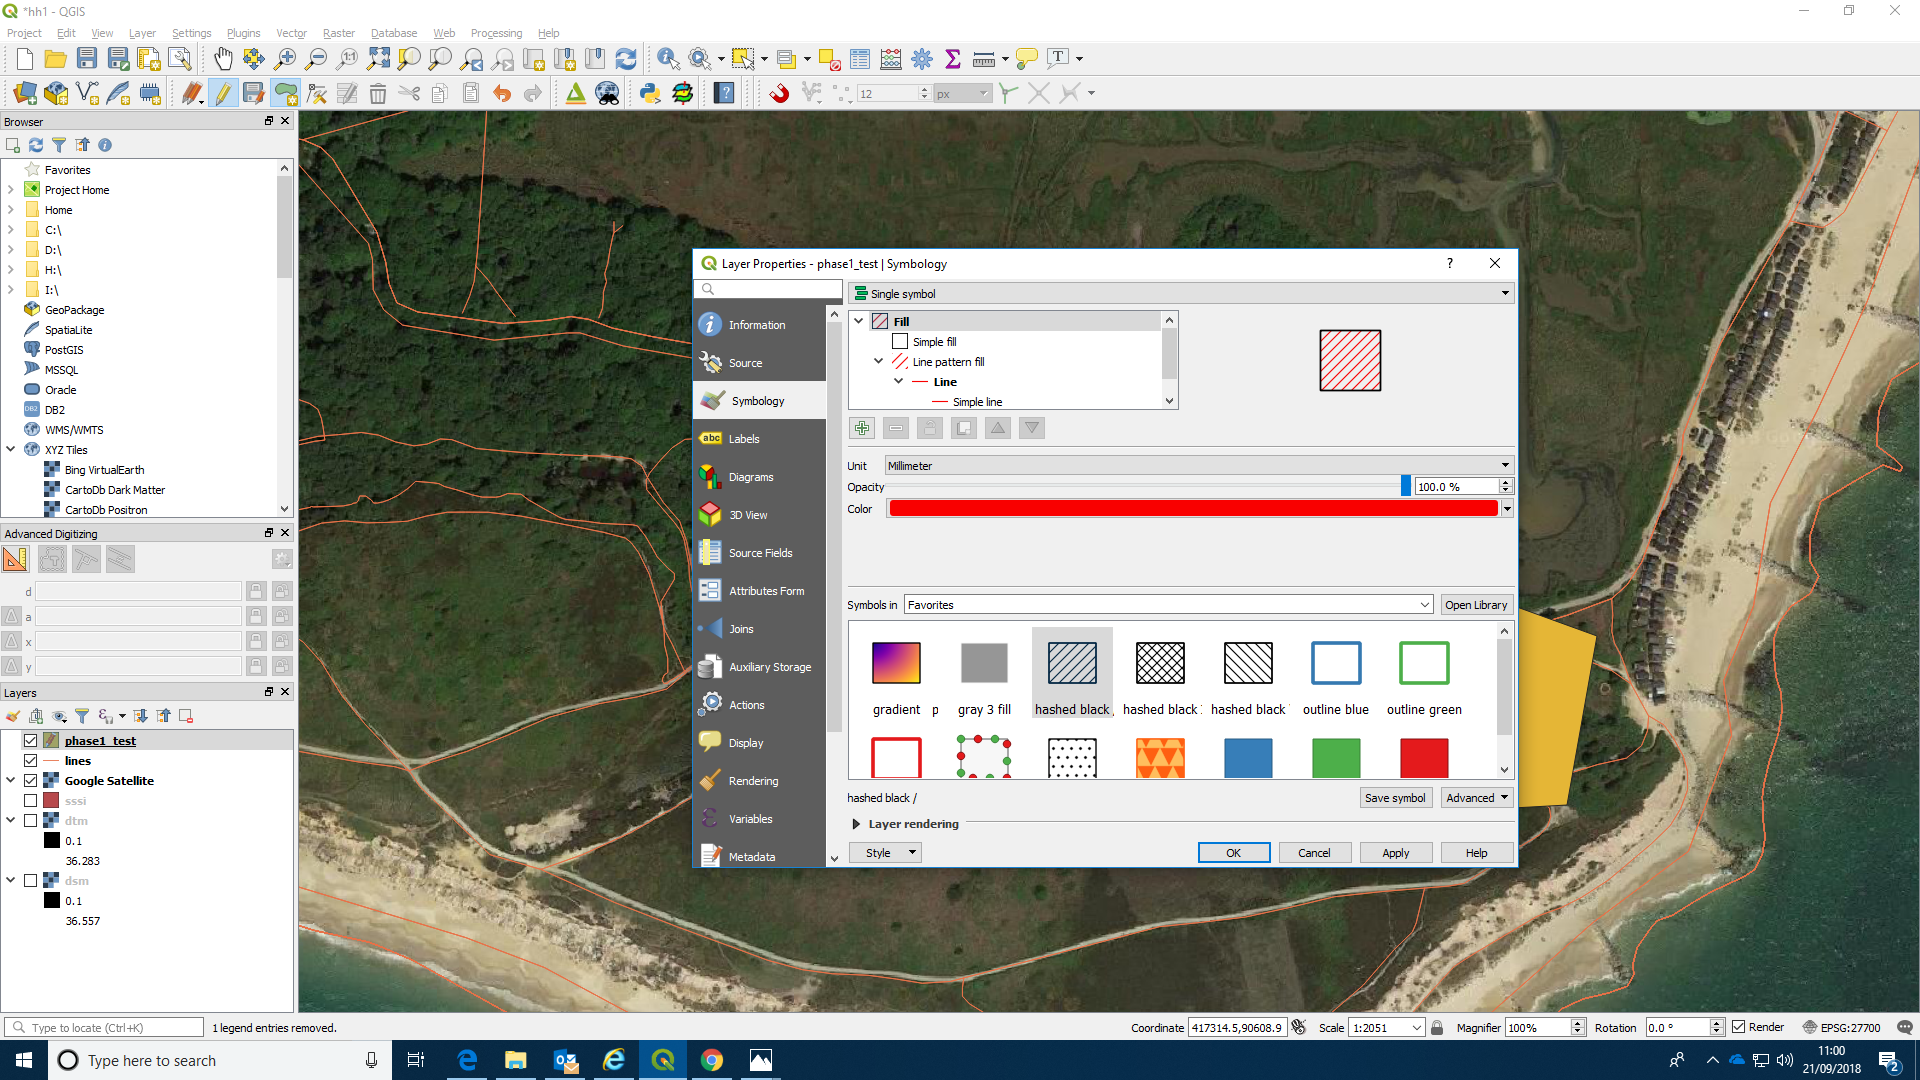 *hh1 - QGIS
Project Edit View Layer Settings Plugins Vector Raster Database Web Processing Help
12 px
Browser
Favorites
Project Home
Home
C:\
D:\
H:\
I:\
GeoPackage
SpatiaLite
PostGIS
MSSQL
Oracle
DB2
WMS/WMTS
XYZ Tiles
Bing VirtualEarth
CartoDb Dark Matter
CartoDb Positron
Advanced Digitizing
d
a
x
y
Layers
phase1_test
lines
Google Satellite
sssi
dtm
0.1
36.283
dsm
0.1
36.557
Layer Properties - phase1_test | Symbology
Information
Source
Symbology
abc Labels
Diagrams
3D View
Source Fields
Attributes Form
Joins
Auxiliary Storage
Actions
Display
Rendering
Variables
Metadata
Single symbol
Fill
Simple fill
Line pattern fill
Line
Simple line
Unit Millimeter
Opacity 100.0 %
Color
Symbols in Favorites Open Library
gradient p gray 3 fill hashed black / hashed black hashed black outline blue outline green
hashed black /
Save symbol Advanced
Layer rendering
Style OK Cancel Apply Help
Type to locate (Ctrl+K) 1 legend entries removed. Coordinate 417314.5,90608.9 Scale 1:2051 Magnifier 100% Rotation 0.0 ° Render EPSG:27700
Type here to search
11:00
21/09/2018
2